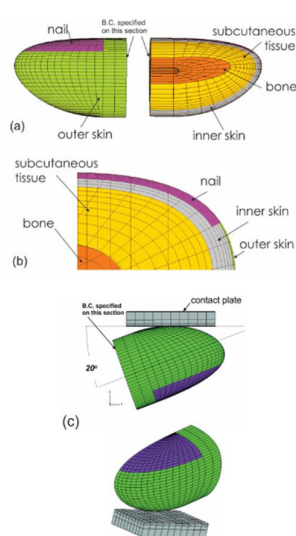 nail
B.C. specified
on this section
subcutaneous
tissue
bone
(a)
outer skin
inner skin
subcutaneous
tissue
nail
inner skin
bone
outer skin
(b)
contact plate
B.C. specified
on this section
20°
(c)